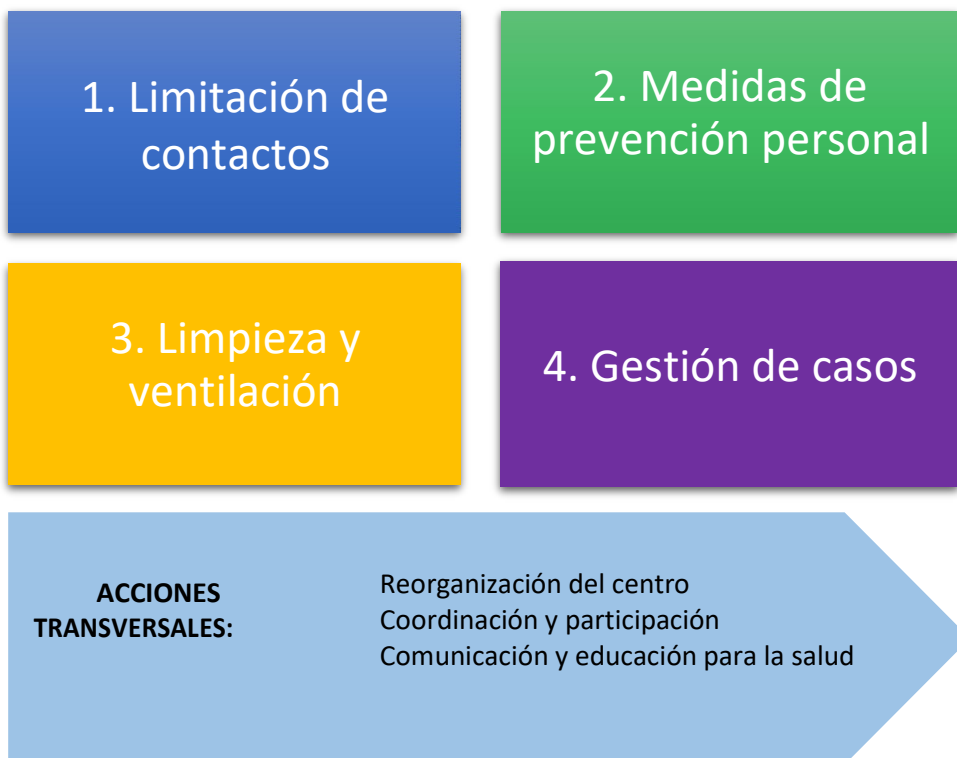 1. Limitación de
contactos
2. Medidas de
prevención personal
3. Limpieza y
ventilación
4. Gestión de casos
ACCIONES
TRANSVERSALES:
Reorganización del centro
Coordinación y participación
Comunicación y educación para la salud